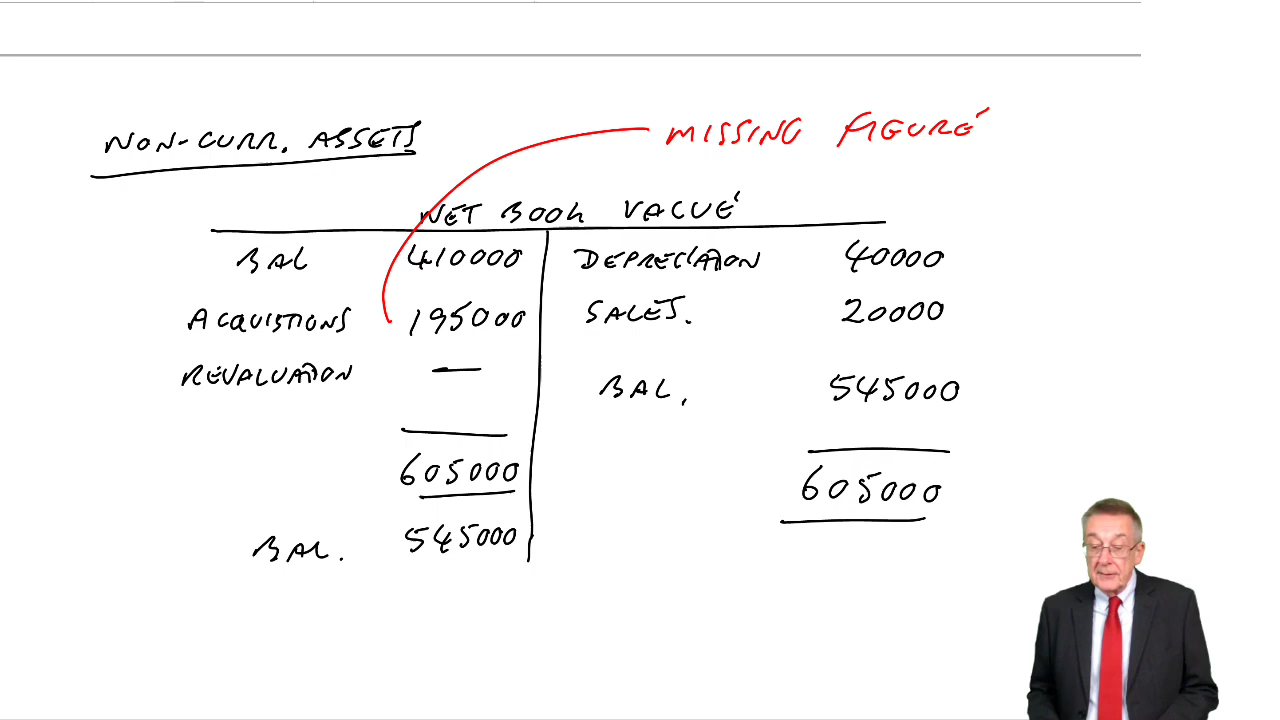 NON-CURR. ASSETS
MISSING FIGURE
NET BOOK VALUE
BAL 410000 DEPRECIATION 40000
ACQUISTIONS 195000 SALES. 20000
REVALUATION —
BAL. 545000
605000 605000
BAL. 545000